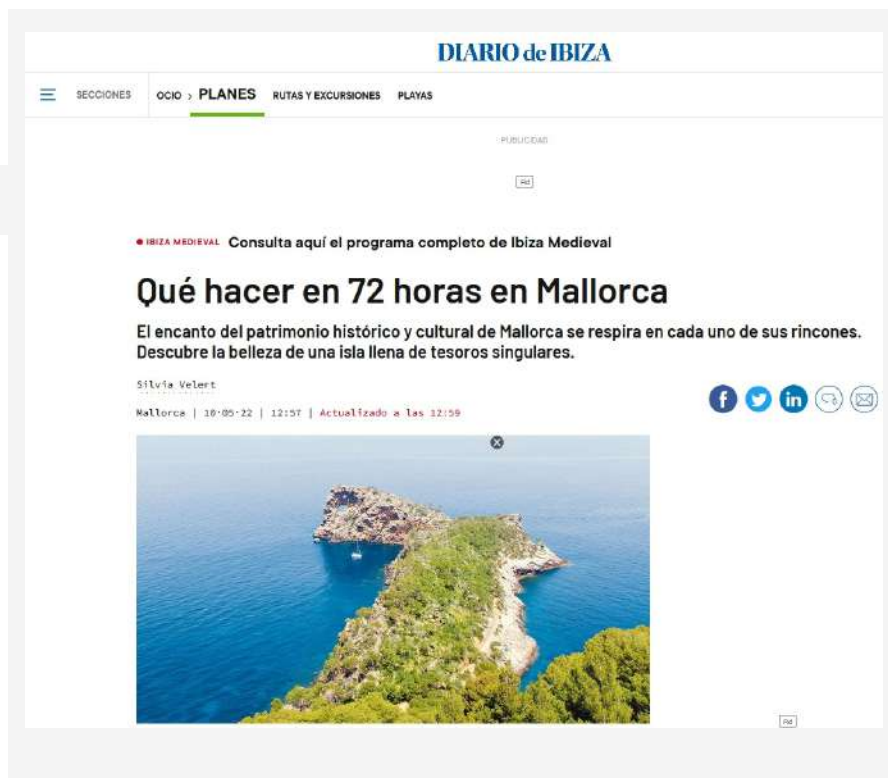 DIARIO de IBIZA
SECCIONES OCIO > PLANES RUTAS Y EXCURSIONES PLAYAS
PUBLICIDAD
Ad
IBIZA MEDIEVAL Consulta aquí el programa completo de Ibiza Medieval
Qué hacer en 72 horas en Mallorca
El encanto del patrimonio histórico y cultural de Mallorca se respira en cada uno de sus rincones.
Descubre la belleza de una isla llena de tesoros singulares.
Silvia Velert
Mallorca | 10·05·22 | 12:57 | Actualizado a las 12:59
f in
Ad